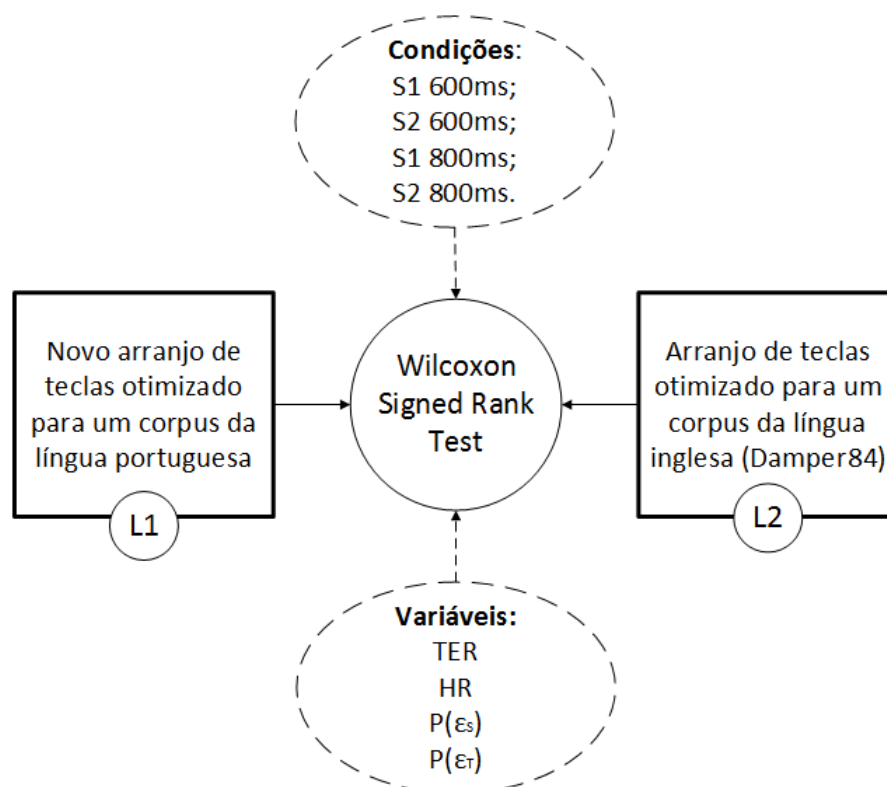 Condições:
S1 600ms;
S2 600ms;
S1 800ms;
S2 800ms.
Novo arranjo de
teclas otimizado
para um corpus da
língua portuguesa
L1
Wilcoxon
Signed Rank
Test
Arranjo de teclas
otimizado para um
corpus da língua
inglesa (Damper84)
L2
Variáveis:
TER
HR
P(εs)
P(εT)